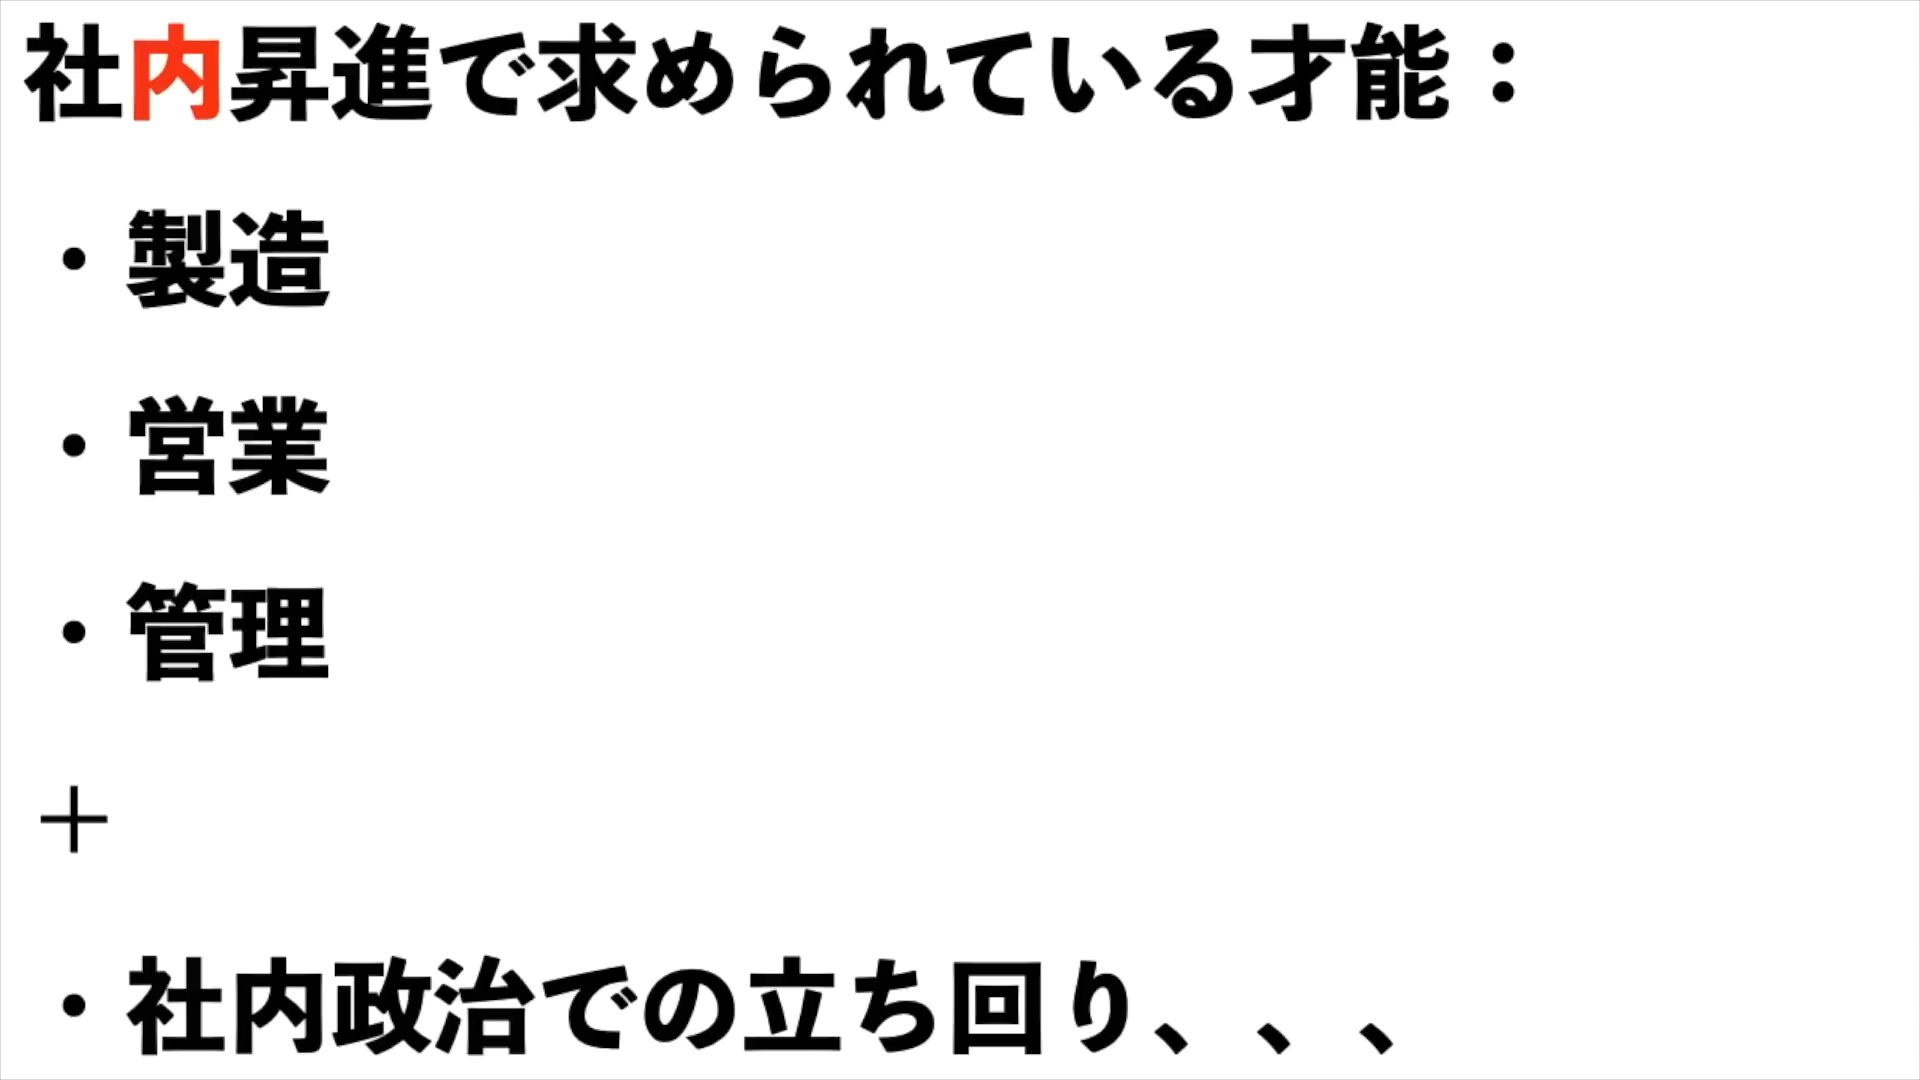 社内昇進で求められている才能：
・製造
・営業
・管理
＋
・社内政治での立ち回り、、、